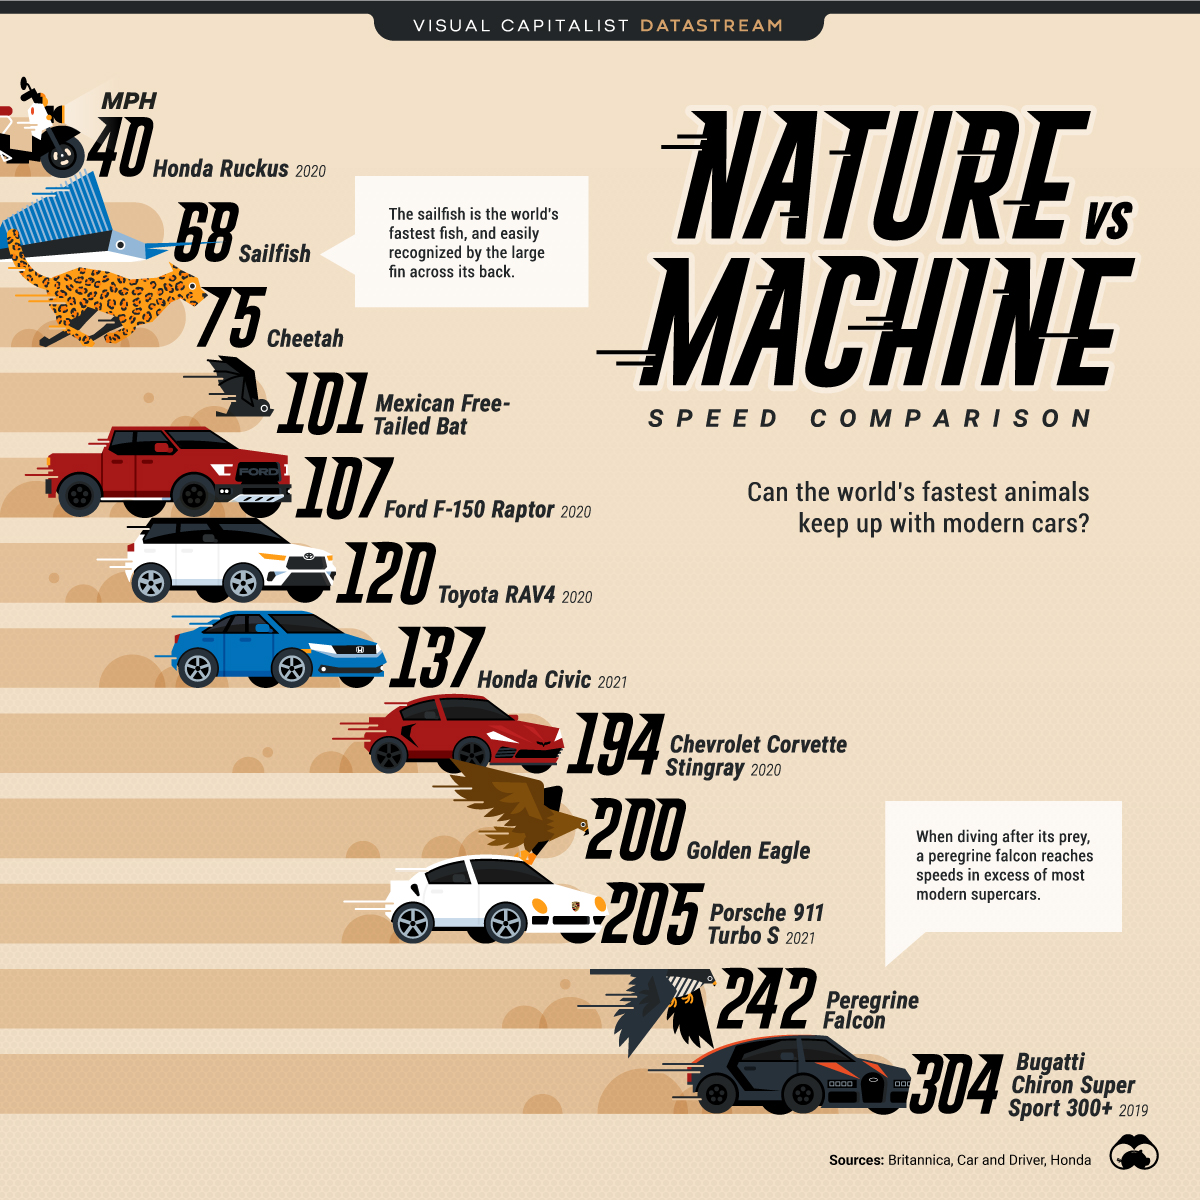 VISUAL CAPITALIST DATASTREAM
NATURE VS
MACHINE
SPEED COMPARISON
Can the world's fastest animals
keep up with modern cars?
MPH
40 Honda Ruckus 2020
68 Sailfish
The sailfish is the world's
fastest fish, and easily
recognized by the large
fin across its back.
75 Cheetah
101 Mexican Free-
Tailed Bat
FORD
107 Ford F-150 Raptor 2020
120 Toyota RAV4 2020
137 Honda Civic 2021
194 Chevrolet Corvette
Stingray 2020
200 Golden Eagle
205 Porsche 911
Turbo S 2021
When diving after its prey,
a peregrine falcon reaches
speeds in excess of most
modern supercars.
242 Peregrine
Falcon
304 Bugatti
Chiron Super
Sport 300+ 2019
Sources: Britannica, Car and Driver, Honda